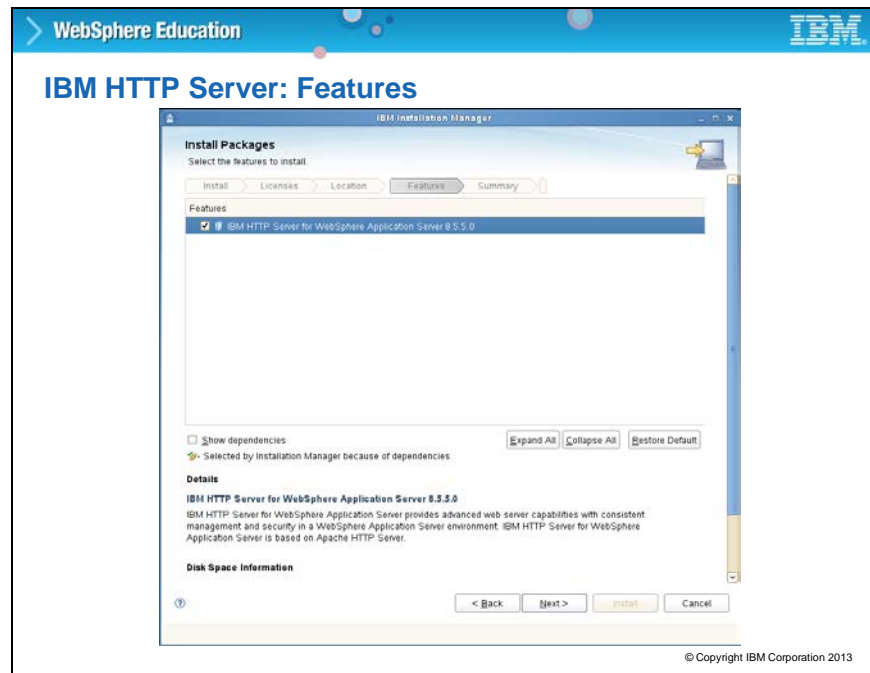 WebSphere Education
IBM
IBM HTTP Server: Features
IBM Installation Manager
Install Packages
Select the features to install.
Install
Licenses
Location
Features
Summary
Features
IBM HTTP Server for WebSphere Application Server 8.5.5.0
Show dependencies
Expand All
Collapse All
Restore Default
- Selected by Installation Manager because of dependencies
Details
IBM HTTP Server for WebSphere Application Server 8.5.5.0
IBM HTTP Server for WebSphere Application Server provides advanced web server capabilities with consistent
management and security in a WebSphere Application Server environment. IBM HTTP Server for WebSphere
Application Server is based on Apache HTTP Server.
Disk Space Information
?
< Back
Next >
Install
Cancel
© Copyright IBM Corporation 2013